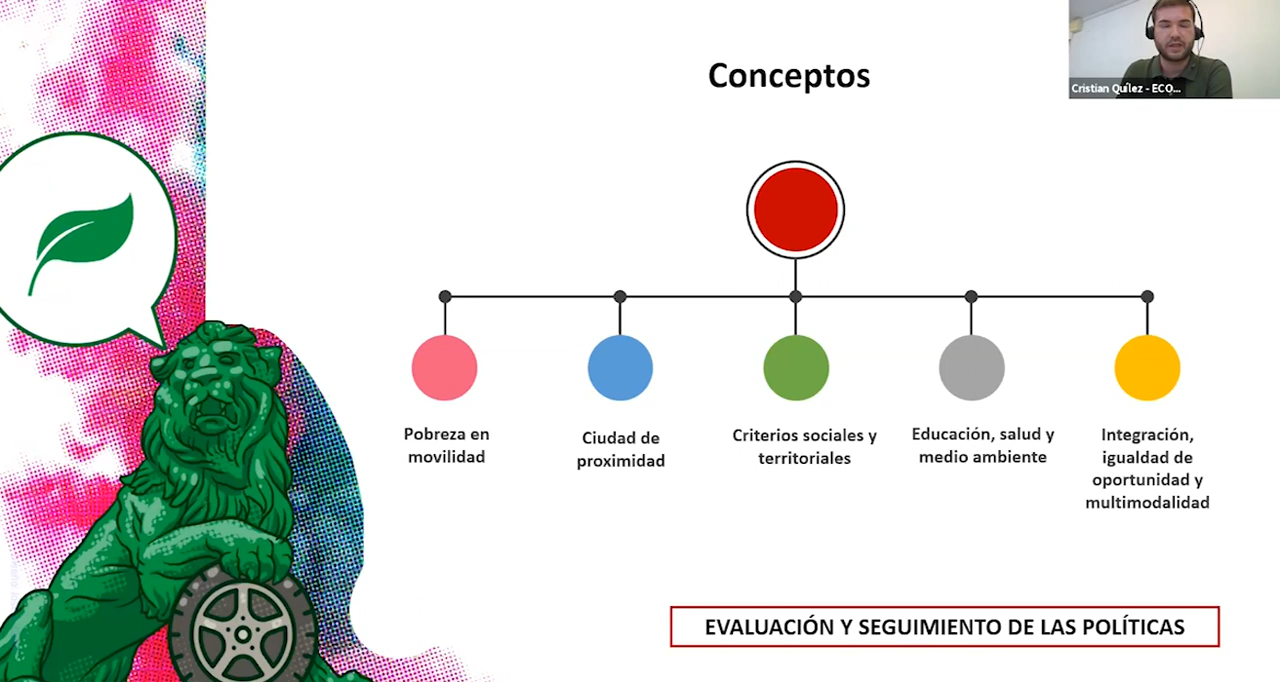 Conceptos
Cristian Quílez - ECO...
Pobreza en
movilidad
Ciudad de
proximidad
Criterios sociales y
territoriales
Educación, salud y
medio ambiente
Integración,
igualdad de
oportunidad y
multimodalidad
EVALUACIÓN Y SEGUIMIENTO DE LAS POLÍTICAS